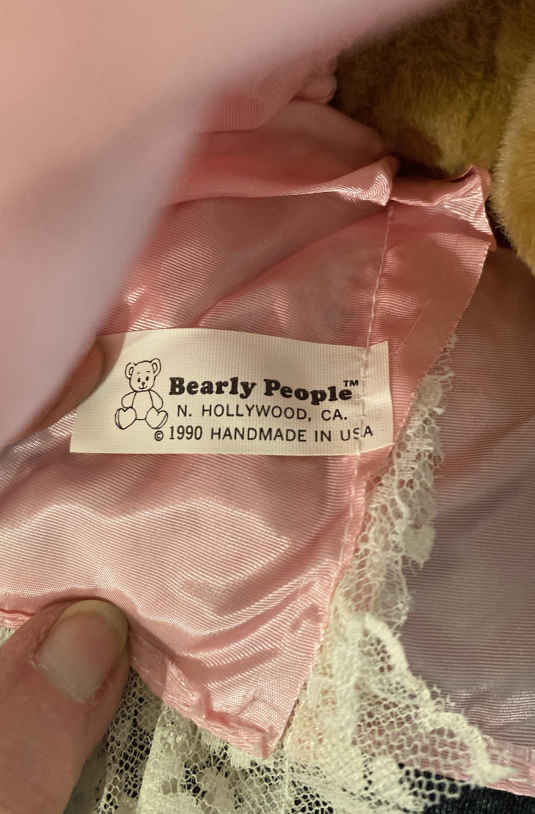 Bearly People™
N. HOLLYWOOD, CA.
© 1990 HANDMADE IN USA